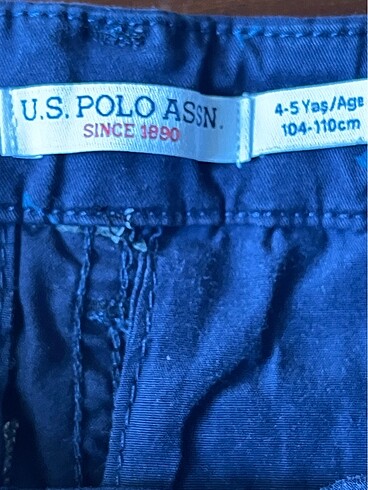 U.S. POLO ASSN.
SINCE 1890
4-5 Yaş/Age
104-110cm